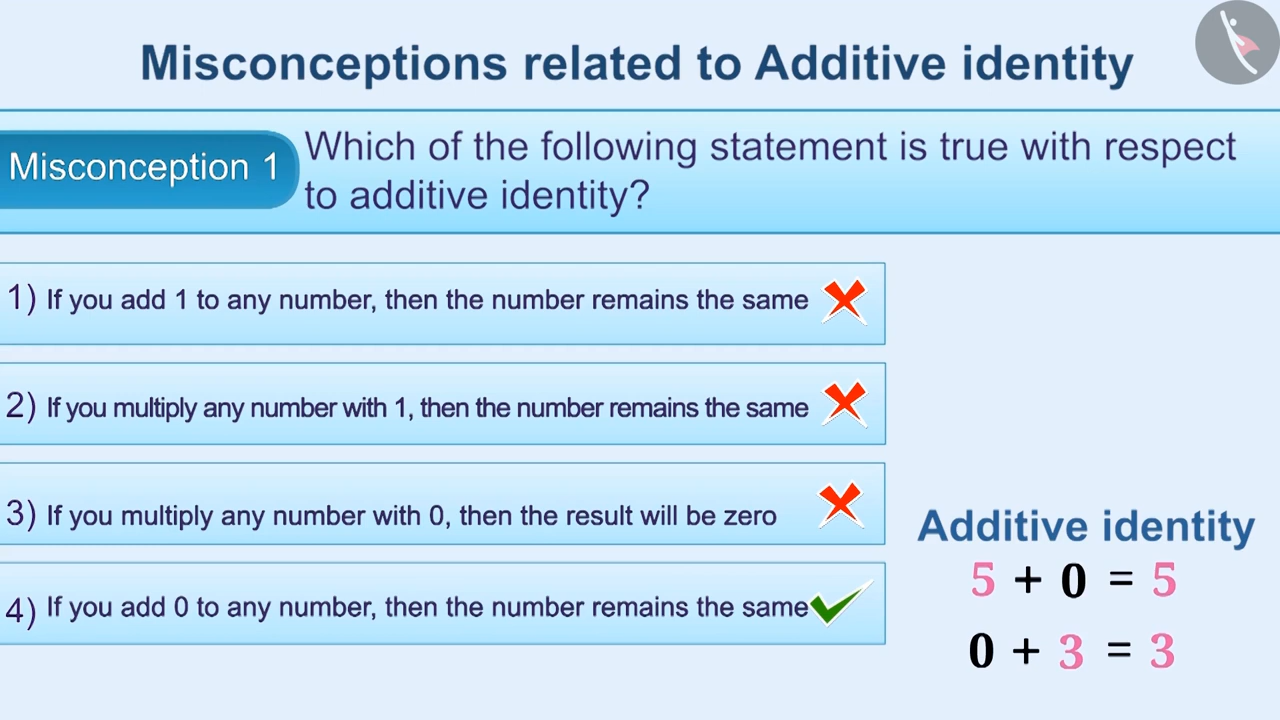 Misconceptions related to Additive identity
Misconception 1
Which of the following statement is true with respect
to additive identity?
1) If you add 1 to any number, then the number remains the same
2) If you multiply any number with 1, then the number remains the same
3) If you multiply any number with 0, then the result will be zero
4) If you add 0 to any number, then the number remains the same
Additive identity
5 + 0 = 5
0 + 3 = 3